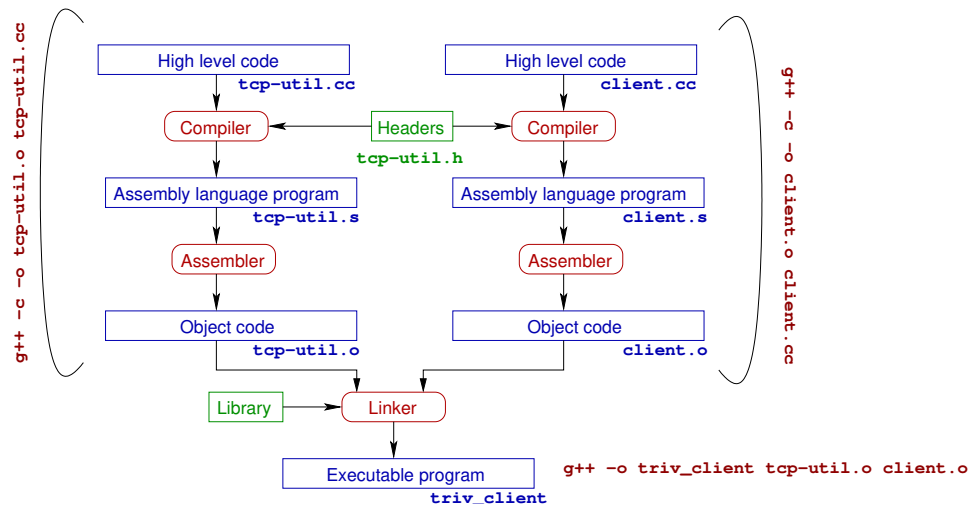 g++ -c -o tcp-util.o tcp-util.cc
High level code
tcp-util.cc
High level code
client.cc
Compiler
Headers
tcp-util.h
Compiler
Assembly language program
tcp-util.s
Assembly language program
client.s
Assembler
Assembler
Object code
tcp-util.o
Object code
client.o
g++ -c -o client.o client.cc
Library
Linker
Executable program
triv_client
g++ -o triv_client tcp-util.o client.o